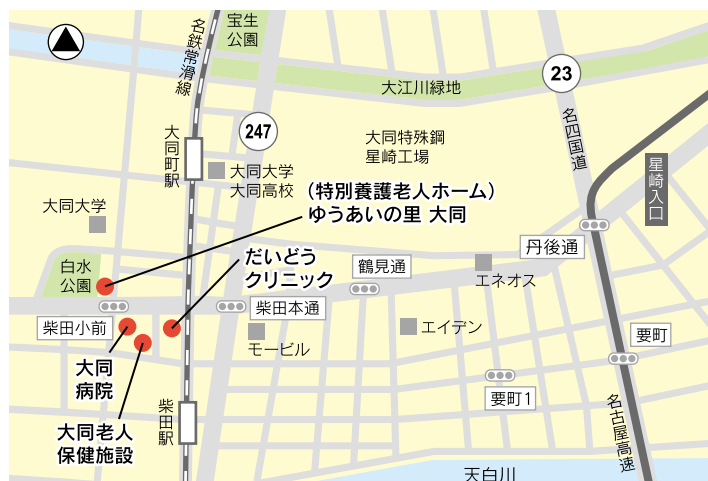 宝生
公園
名鉄常滑線
大江川緑地
23
247
名四国道
大同町駅
大同特殊鋼
星崎工場
大同大学
大同高校
星崎入口
(特別養護老人ホーム)
ゆうあいの里 大同
大同大学
丹後通
白水
公園
だいどう
クリニック
鶴見通
エネオス
柴田本通
柴田小前
エイデン
モービル
要町
大同
病院
要町1
柴田駅
名古屋高速
大同老人
保健施設
天白川